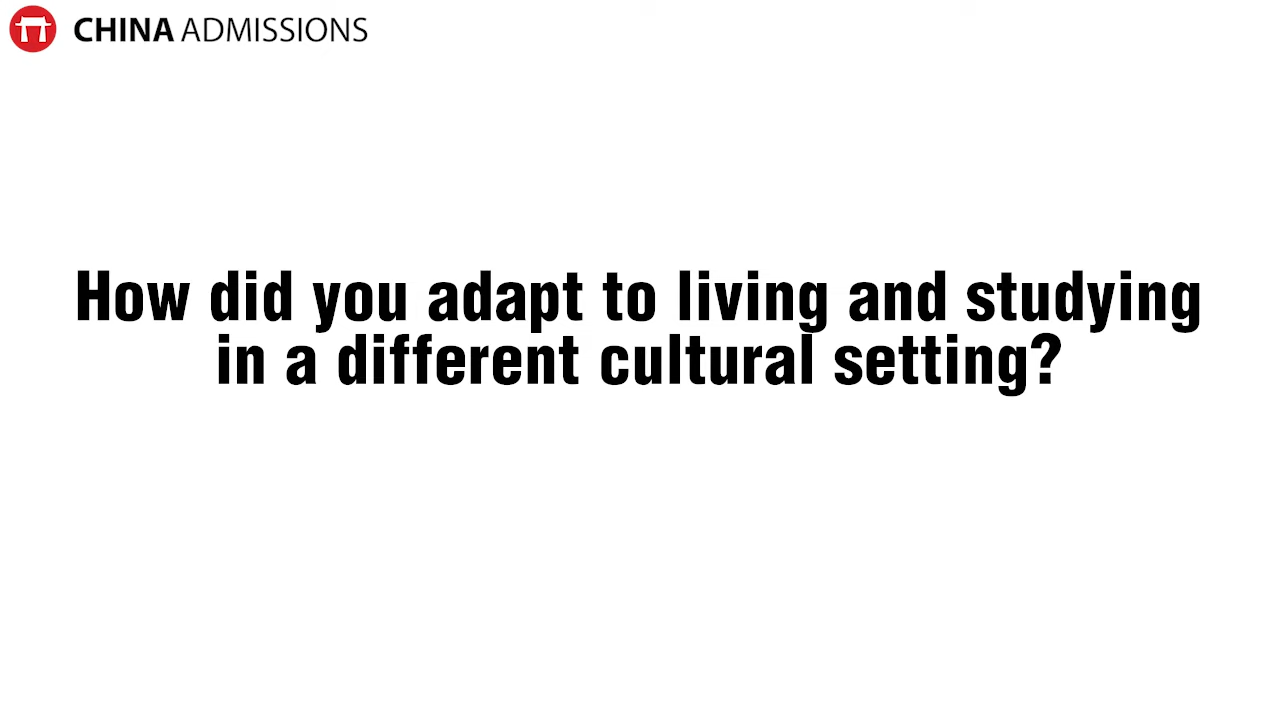 CHINA ADMISSIONS
How did you adapt to living and studying
in a different cultural setting?